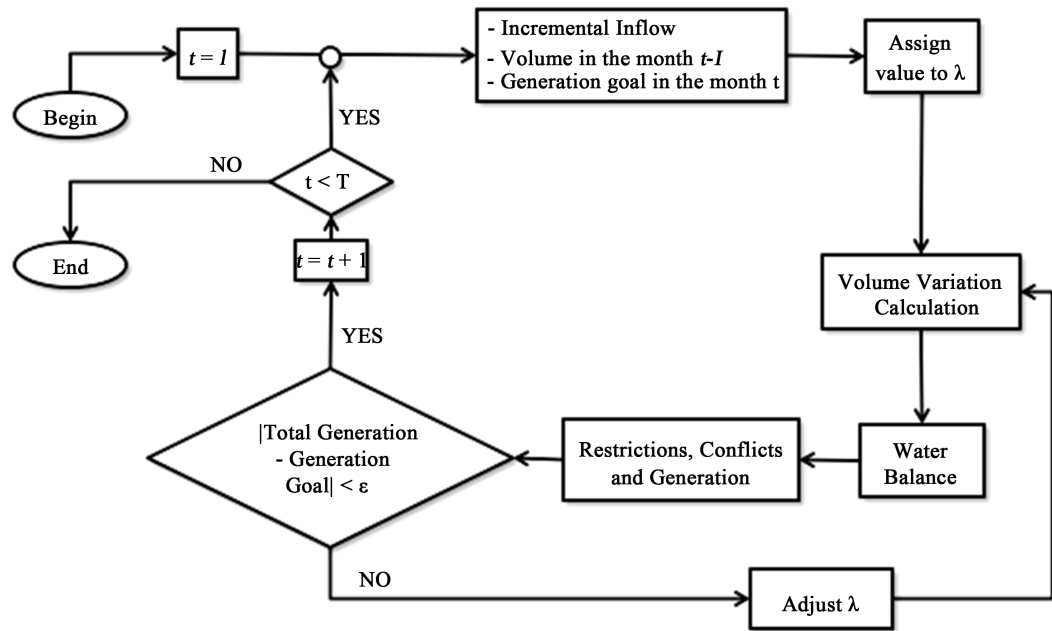 Begin
t = 1
- Incremental Inflow
- Volume in the month t-I
- Generation goal in the month t
Assign
value to λ
YES
NO
t < T
End
t = t + 1
Volume Variation
Calculation
YES
|Total Generation
- Generation
Goal| < ε
Restrictions, Conflicts
and Generation
Water
Balance
NO
Adjust λ